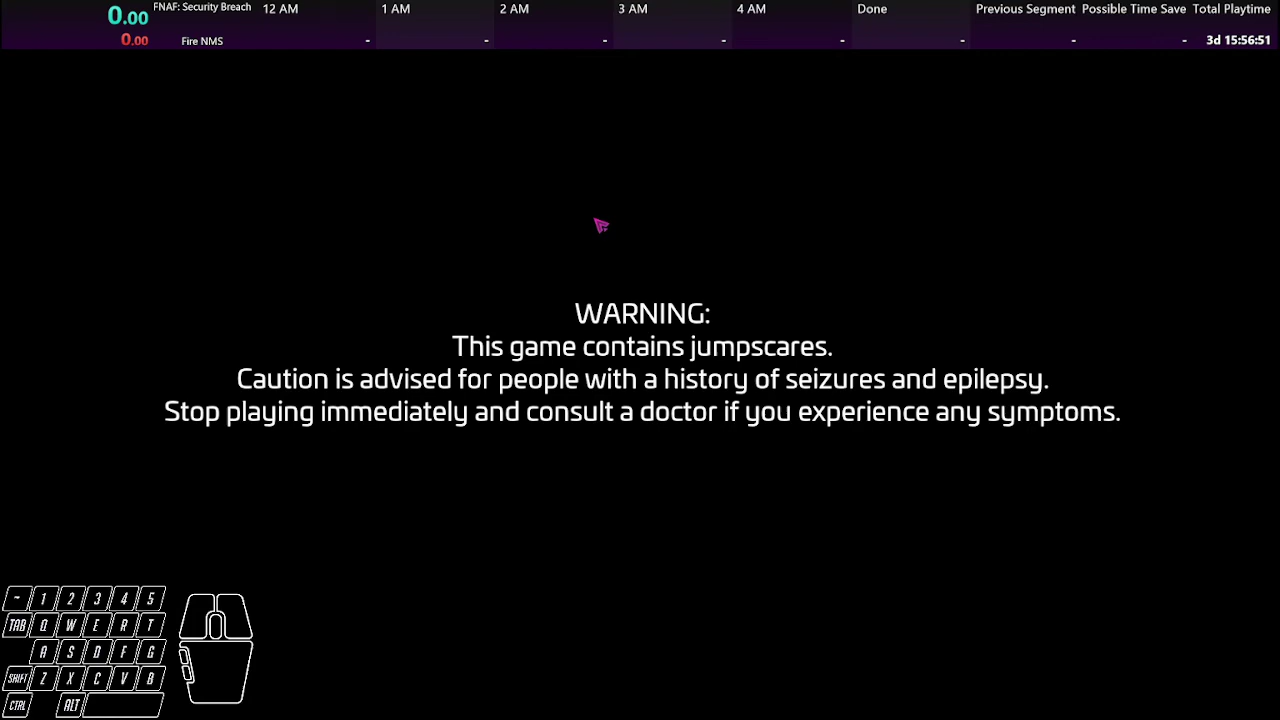 0.00 FNAF: Security Breach 12 AM 1 AM 2 AM 3 AM 4 AM Done Previous Segment Possible Time Save Total Playtime
0.00 Fire NMS - - - - - - - - 3d 15:56:51
WARNING:
This game contains jumpscares.
Caution is advised for people with a history of seizures and epilepsy.
Stop playing immediately and consult a doctor if you experience any symptoms.
~ 1 2 3 4 5
TAB Q W E R T
A S D F G
SHIFT Z X C V B
CTRL ALT